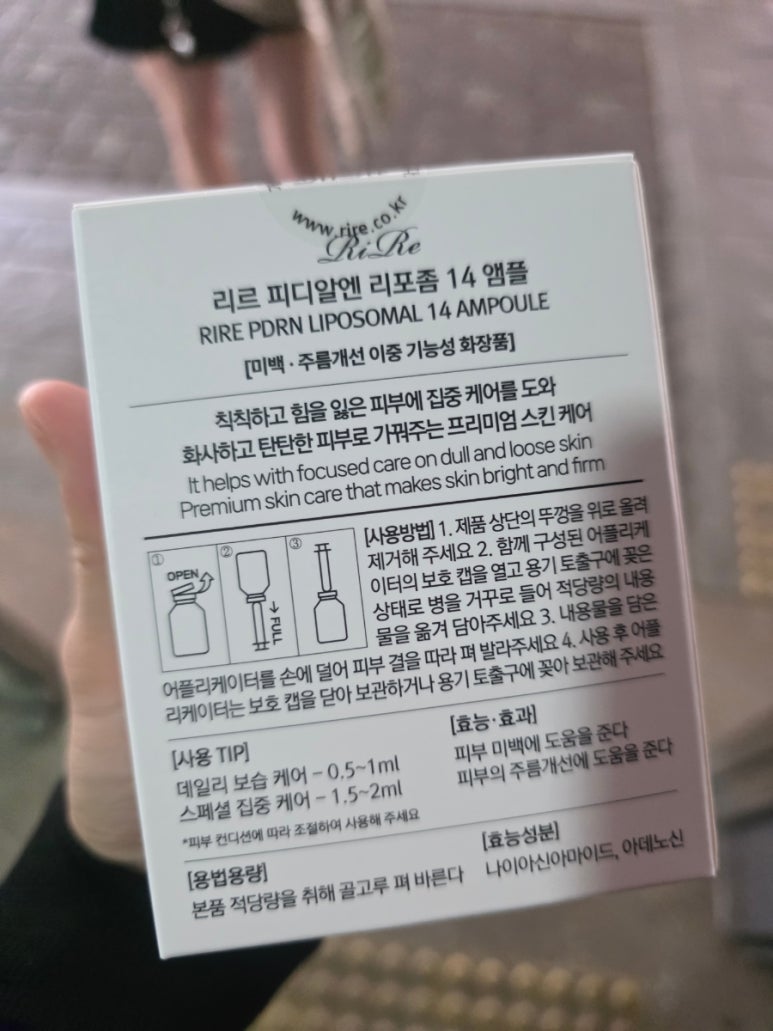 www.rire.co.kr
RiRe
리르 피디알엔 리포좀 14 앰플
RIRE PDRN LIPOSOMAL 14 AMPOULE
[미백·주름개선 이중 기능성 화장품]
칙칙하고 힘을 잃은 피부에 집중 케어를 도와
화사하고 탄탄한 피부로 가꿔주는 프리미엄 스킨 케어
It helps with focused care on dull and loose skin
Premium skin care that makes skin bright and firm
① OPEN
② → FULL
③
[사용방법] 1. 제품 상단의 뚜껑을 위로 올려
제거해 주세요 2. 함께 구성된 어플리케
이터의 보호 캡을 열고 용기 토출구에 꽂은
상태로 병을 거꾸로 들어 적당량의 내용
물을 옮겨 담아주세요 3. 내용물을 담은
어플리케이터를 손에 덜어 피부 결을 따라 펴 발라주세요 4. 사용 후 어플
리케이터는 보호 캡을 닫아 보관하거나 용기 토출구에 꽂아 보관해 주세요
[사용 TIP]
데일리 보습 케어 – 0.5~1ml
스페셜 집중 케어 – 1.5~2ml
*피부 컨디션에 따라 조절하여 사용해 주세요
[효능·효과]
피부 미백에 도움을 준다
피부의 주름개선에 도움을 준다
[용법용량]
본품 적당량을 취해 골고루 펴 바른다
[효능성분]
나이아신아마이드, 아데노신